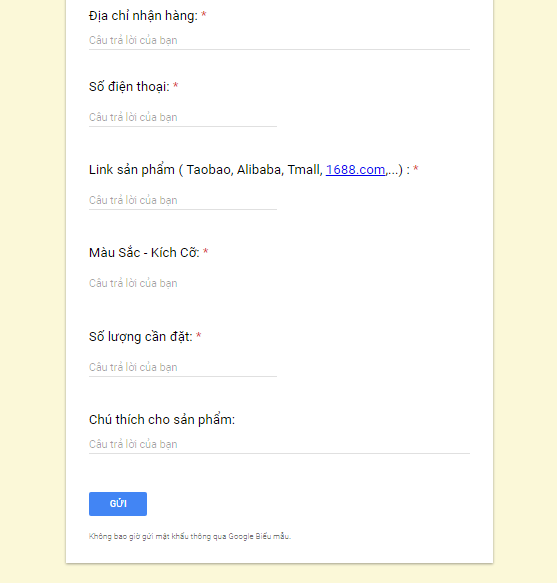 Địa chỉ nhận hàng: *
Câu trả lời của bạn
Số điện thoại: *
Câu trả lời của bạn
Link sản phẩm ( Taobao, Alibaba, Tmall, 1688.com,...) : *
Câu trả lời của bạn
Màu Sắc - Kích Cỡ: *
Câu trả lời của bạn
Số lượng cần đặt: *
Câu trả lời của bạn
Chú thích cho sản phẩm:
Câu trả lời của bạn
GỬI
Không bao giờ gửi mật khẩu thông qua Google Biểu mẫu.